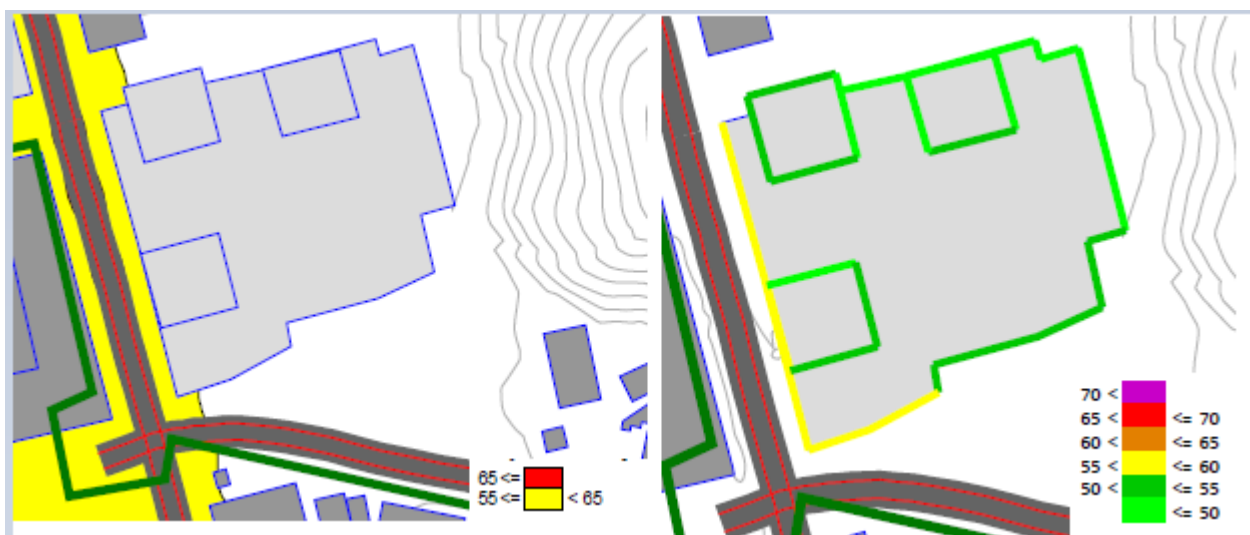 65 <=
55 <= < 65
70 <
65 < <= 70
60 < <= 65
55 < <= 60
50 < <= 55
<= 50